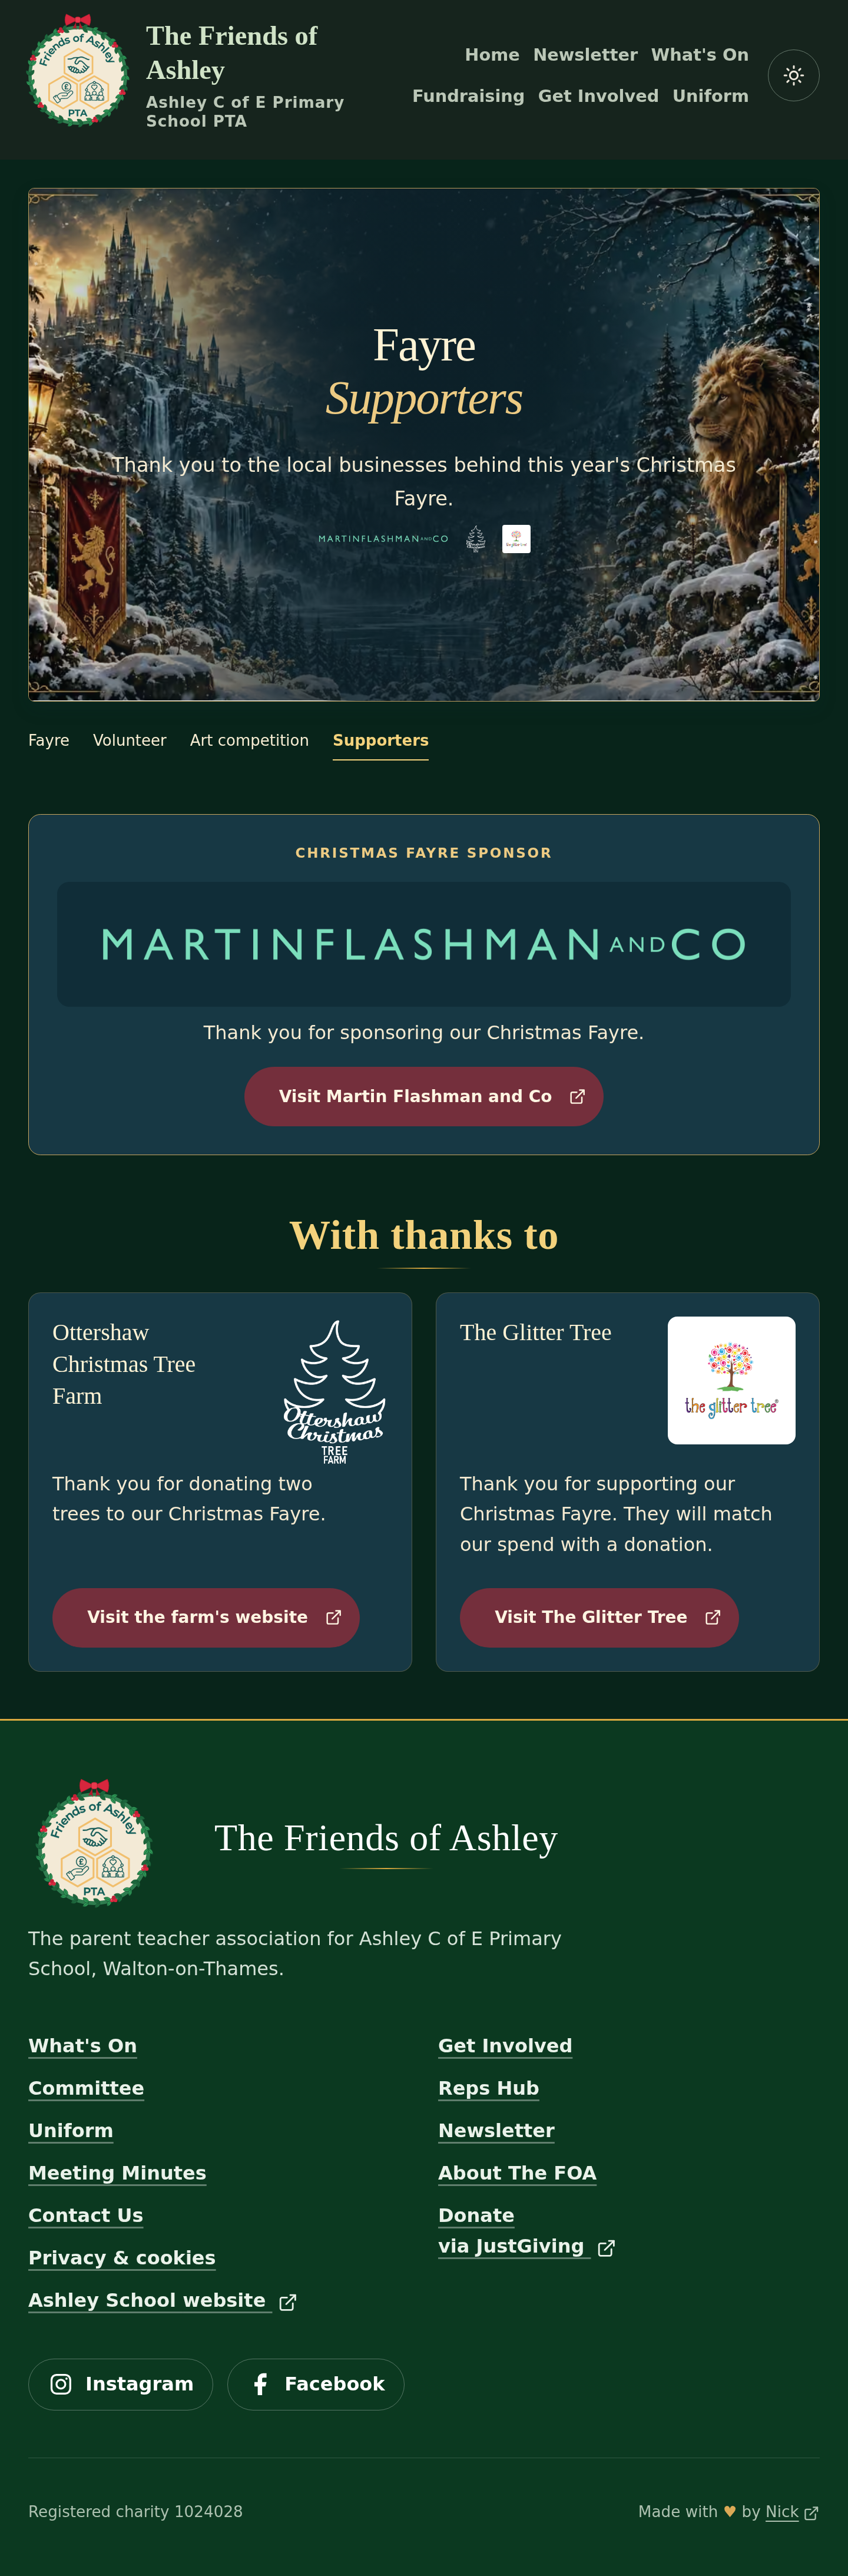 Friends of Ashley
PTA
The Friends of
Ashley
Ashley C of E Primary
School PTA
Home Newsletter What's On
Fundraising Get Involved Uniform
Fayre
Supporters
Thank you to the local businesses behind this year's Christmas
Fayre.
MARTINFLASHMANANDCO
the glitter tree
Fayre Volunteer Art competition Supporters
CHRISTMAS FAYRE SPONSOR
MARTINFLASHMANANDCO
Thank you for sponsoring our Christmas Fayre.
Visit Martin Flashman and Co
With thanks to
Ottershaw
Christmas Tree
Farm
Ottershaw
Christmas
TREE
FARM
Thank you for donating two
trees to our Christmas Fayre.
Visit the farm's website
The Glitter Tree
the glitter tree®
Thank you for supporting our
Christmas Fayre. They will match
our spend with a donation.
Visit The Glitter Tree
Friends of Ashley
£
PTA
The Friends of Ashley
The parent teacher association for Ashley C of E Primary
School, Walton-on-Thames.
What's On
Committee
Uniform
Meeting Minutes
Contact Us
Privacy & cookies
Ashley School website
Get Involved
Reps Hub
Newsletter
About The FOA
Donate
via JustGiving
Instagram Facebook
Registered charity 1024028
Made with ♥ by Nick